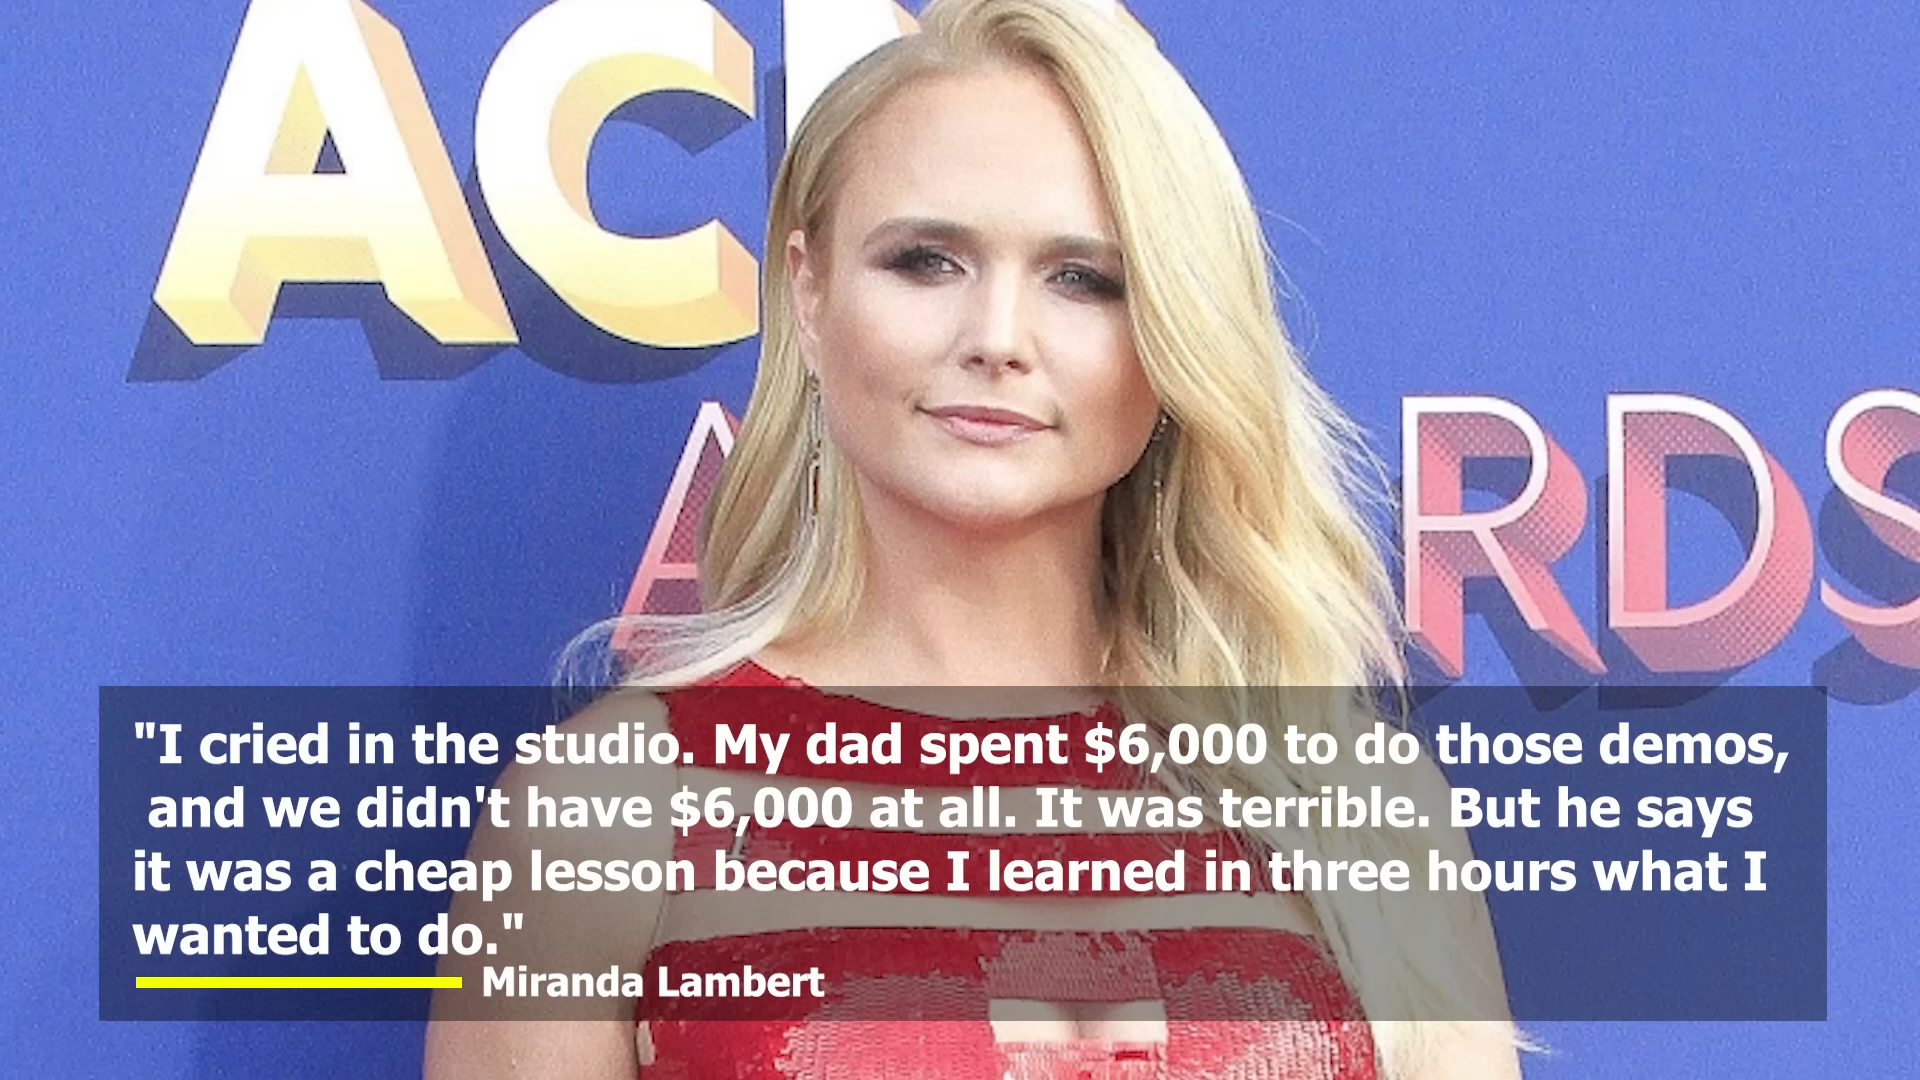 ACM
AWARDS
"I cried in the studio. My dad spent $6,000 to do those demos,
and we didn't have $6,000 at all. It was terrible. But he says
it was a cheap lesson because I learned in three hours what I
wanted to do."
Miranda Lambert